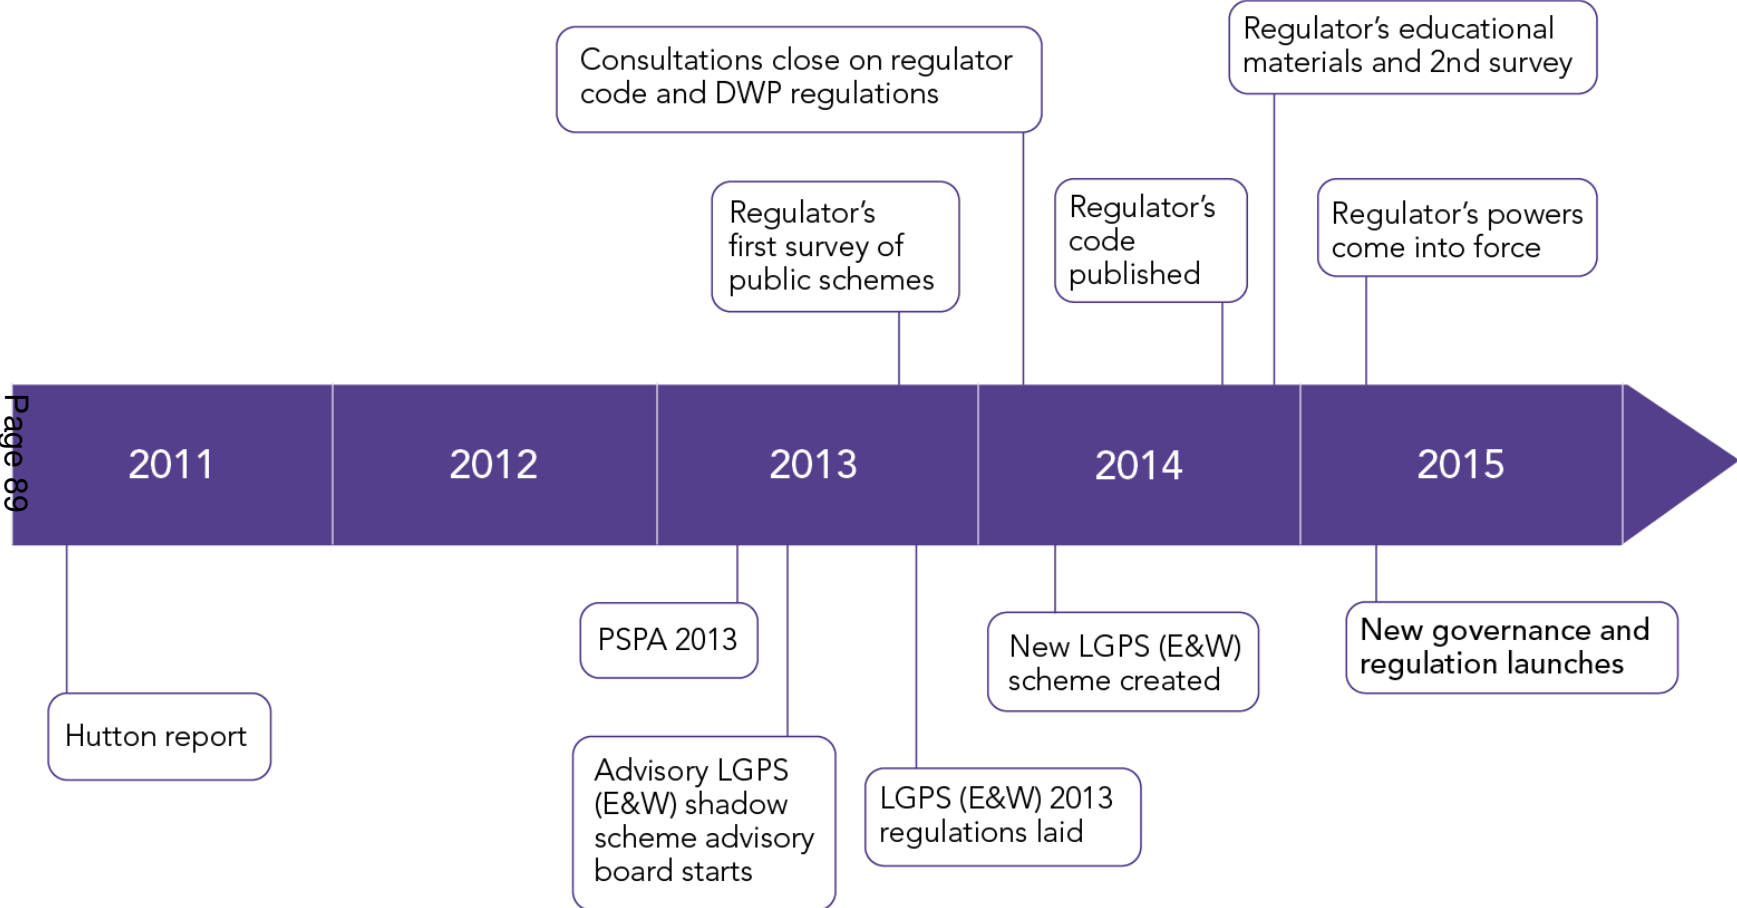 Regulator’s educational
materials and 2nd survey
Consultations close on regulator
code and DWP regulations
Regulator’s
first survey of
public schemes
Regulator’s
code
published
Regulator’s powers
come into force
Page 89
2011
2012
2013
2014
2015
PSPA 2013
New LGPS (E&W)
scheme created
New governance and
regulation launches
Hutton report
Advisory LGPS
(E&W) shadow
scheme advisory
board starts
LGPS (E&W) 2013
regulations laid